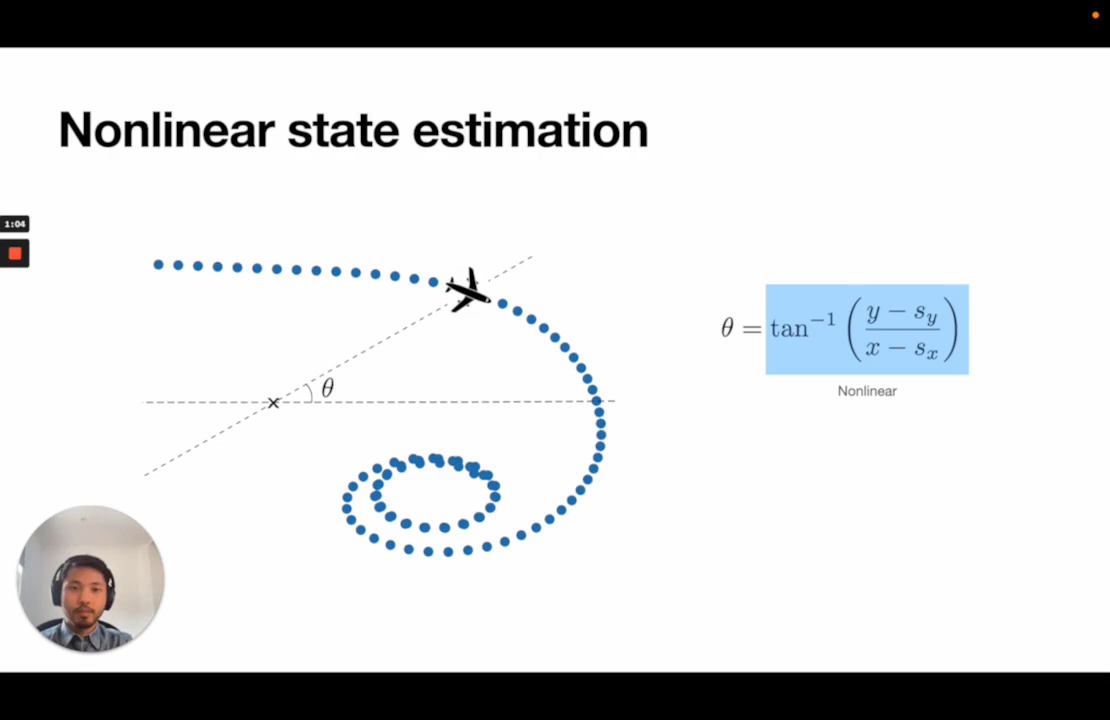 Nonlinear state estimation
1:04
θ
θ = tan⁻¹ ( (y − s_y) / (x − s_x) )
Nonlinear